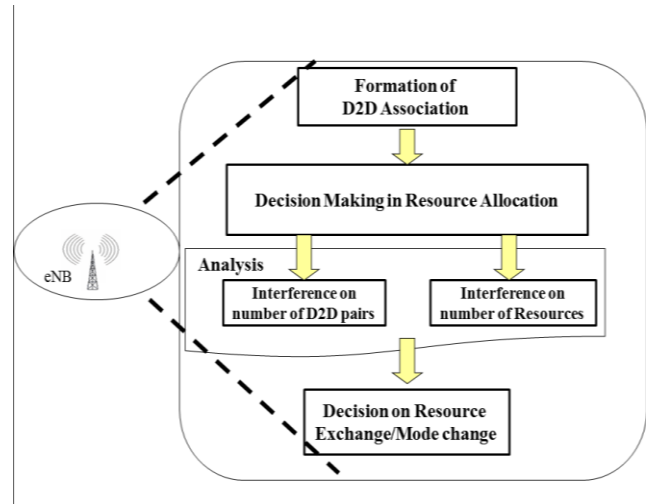 Formation of
D2D Association
Decision Making in Resource Allocation
eNB
Analysis
Interference on
number of D2D pairs
Interference on
number of Resources
Decision on Resource
Exchange/Mode change